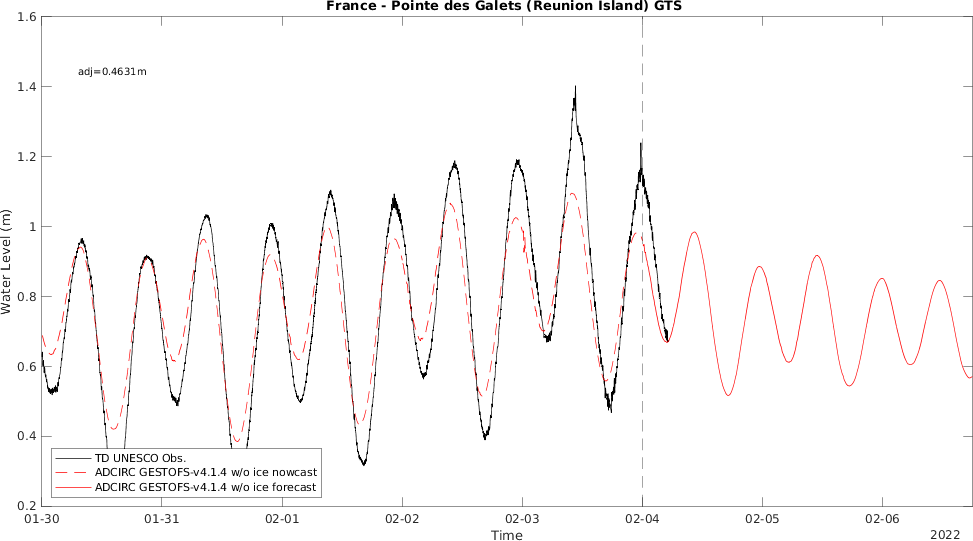 France - Pointe des Galets (Reunion Island) GTS
1.6
1.4
1.2
1
0.8
0.6
0.4
0.2
Water Level (m)
adj=0.4631m
TD UNESCO Obs.
ADCIRC GESTOFS-v4.1.4 w/o ice nowcast
ADCIRC GESTOFS-v4.1.4 w/o ice forecast
01-30 01-31 02-01 02-02 02-03 02-04 02-05 02-06
Time
2022